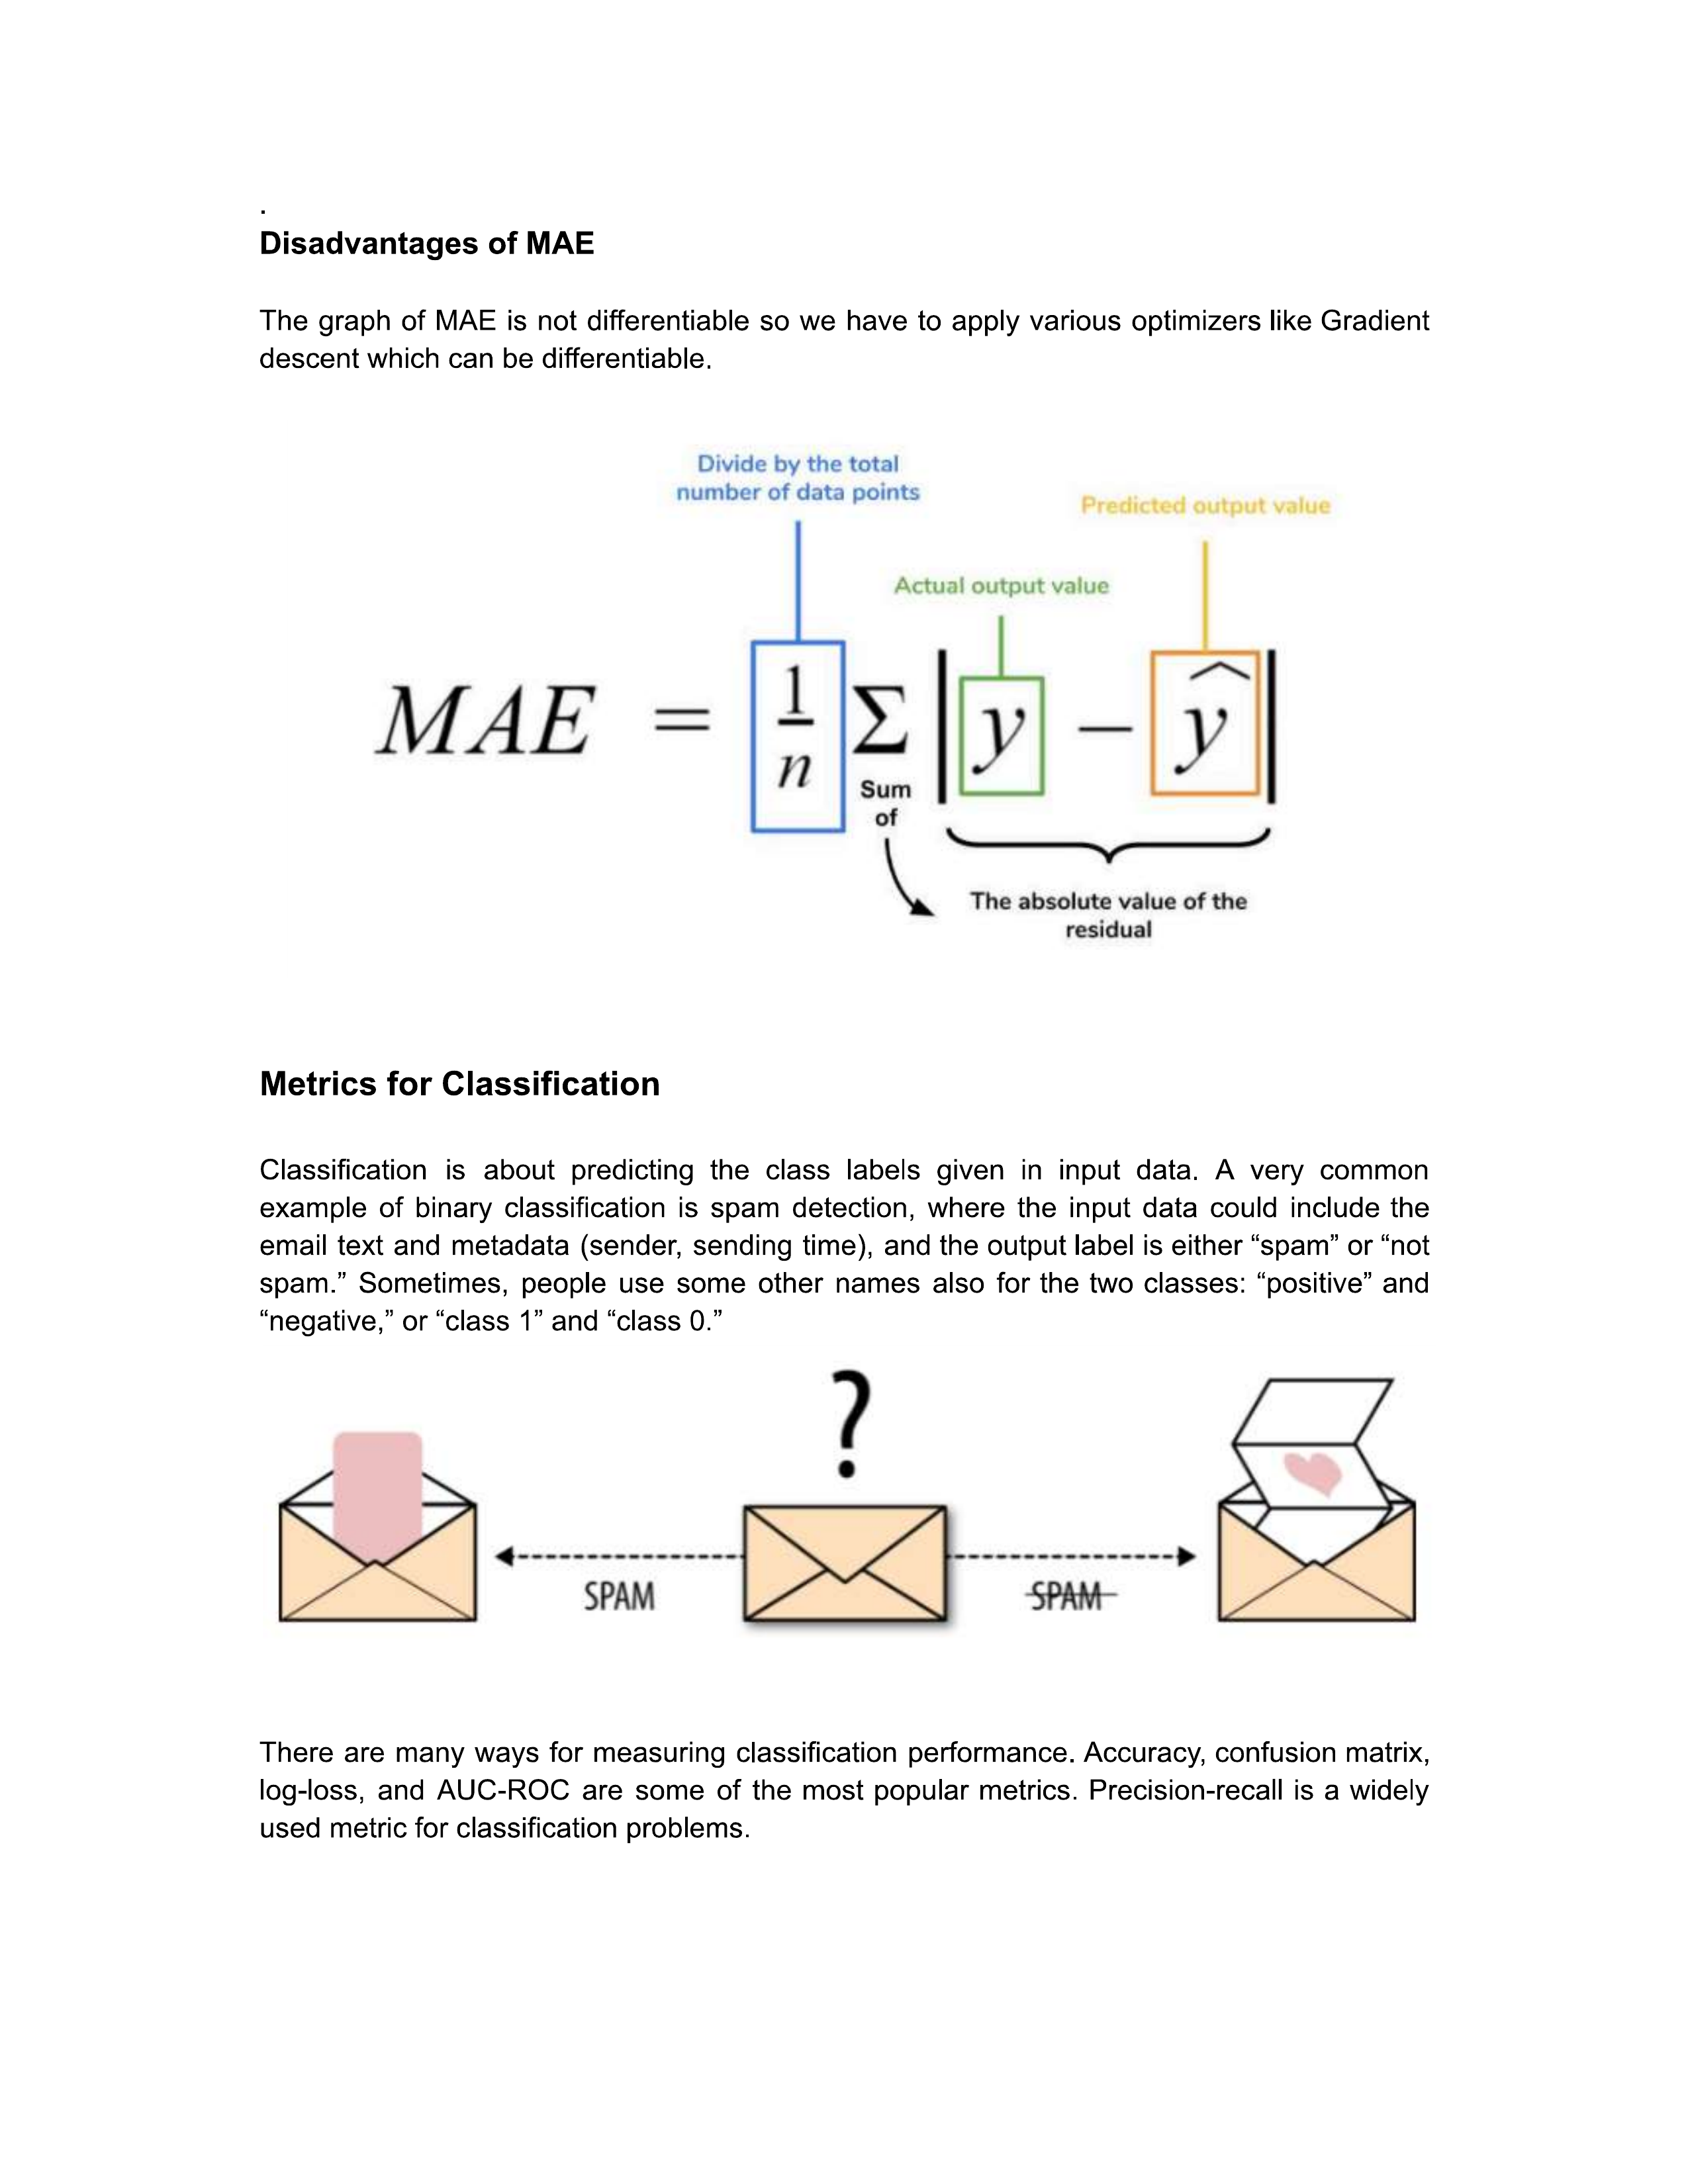 .
Disadvantages of MAE
The graph of MAE is not differentiable so we have to apply various optimizers like Gradient
descent which can be differentiable.
Divide by the total
number of data points
Predicted output value
Actual output value
MAE = 1/n Σ |y − ŷ|
Sum
of
The absolute value of the
residual
Metrics for Classification
Classification is about predicting the class labels given in input data. A very common
example of binary classification is spam detection, where the input data could include the
email text and metadata (sender, sending time), and the output label is either “spam” or “not
spam.” Sometimes, people use some other names also for the two classes: “positive” and
“negative,” or “class 1” and “class 0.”
?
SPAM SPAM
There are many ways for measuring classification performance. Accuracy, confusion matrix,
log-loss, and AUC-ROC are some of the most popular metrics. Precision-recall is a widely
used metric for classification problems.